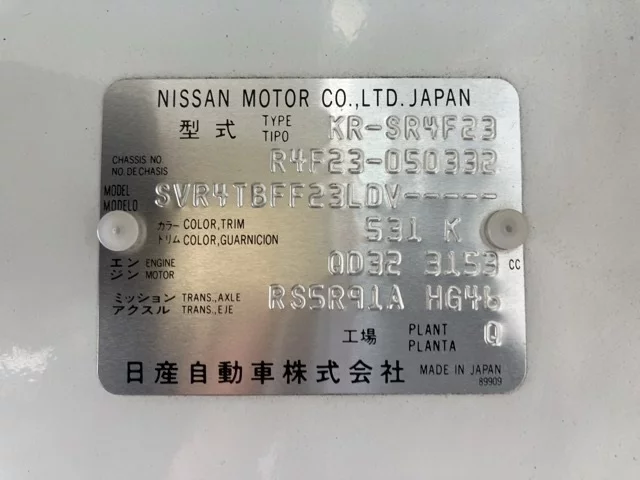 NISSAN MOTOR CO.,LTD. JAPAN
型式 TYPE TIPO KR-SR4F23
CHASSIS NO. NO. DE CHASIS R4F23-050332
MODEL MODELO SVR4TBFF23LDV-----
カラー COLOR,TRIM 531 K
トリム COLOR,GUARNICION
エンジン ENGINE MOTOR QD32 3153 CC
ミッション TRANS.,AXLE RS5R91A HG46
アクスル TRANS.,EJE
工場 PLANT PLANTA Q
日産自動車株式会社 MADE IN JAPAN
89909